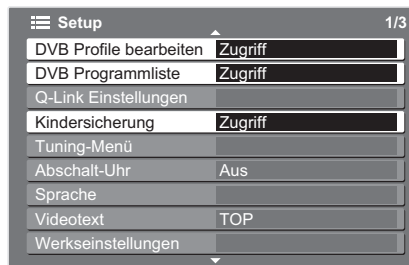 Setup 1/3
DVB Profile bearbeiten Zugriff
DVB Programmliste Zugriff
Q-Link Einstellungen
Kindersicherung Zugriff
Tuning-Menü
Abschalt-Uhr Aus
Sprache
Videotext TOP
Werkseinstellungen